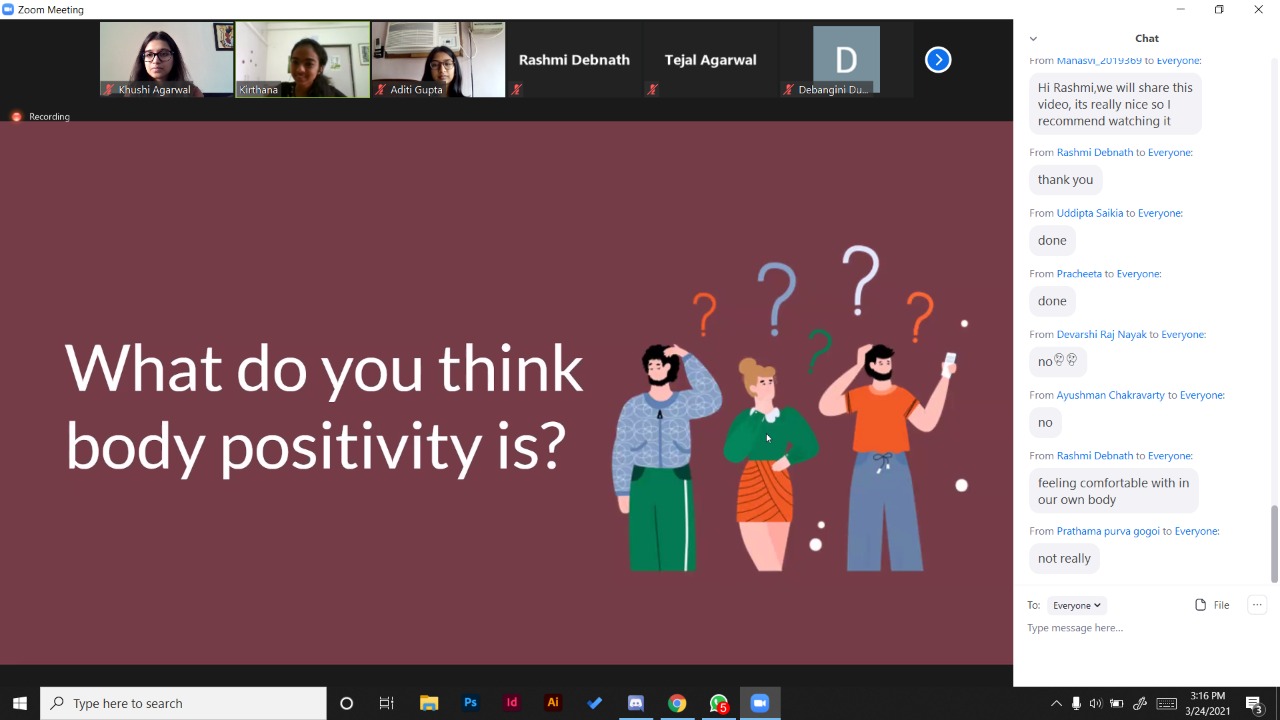 Zoom Meeting
Khushi Agarwal
Kirthana
Aditi Gupta
Rashmi Debnath
Tejal Agarwal
D
Debangini Du...
Recording
What do you think
body positivity is?
Chat
From Manasvi_2019369 to Everyone:
Hi Rashmi,we will share this
video, its really nice so I
recommend watching it
From Rashmi Debnath to Everyone:
thank you
From Uddipta Saikia to Everyone:
done
From Pracheeta to Everyone:
done
From Devarshi Raj Nayak to Everyone:
no
From Ayushman Chakravarty to Everyone:
no
From Rashmi Debnath to Everyone:
feeling comfortable with in
our own body
From Prathama purva gogoi to Everyone:
not really
To: Everyone
File
Type message here...
Type here to search
Ps
Id
Ai
5
3:16 PM
3/24/2021
3